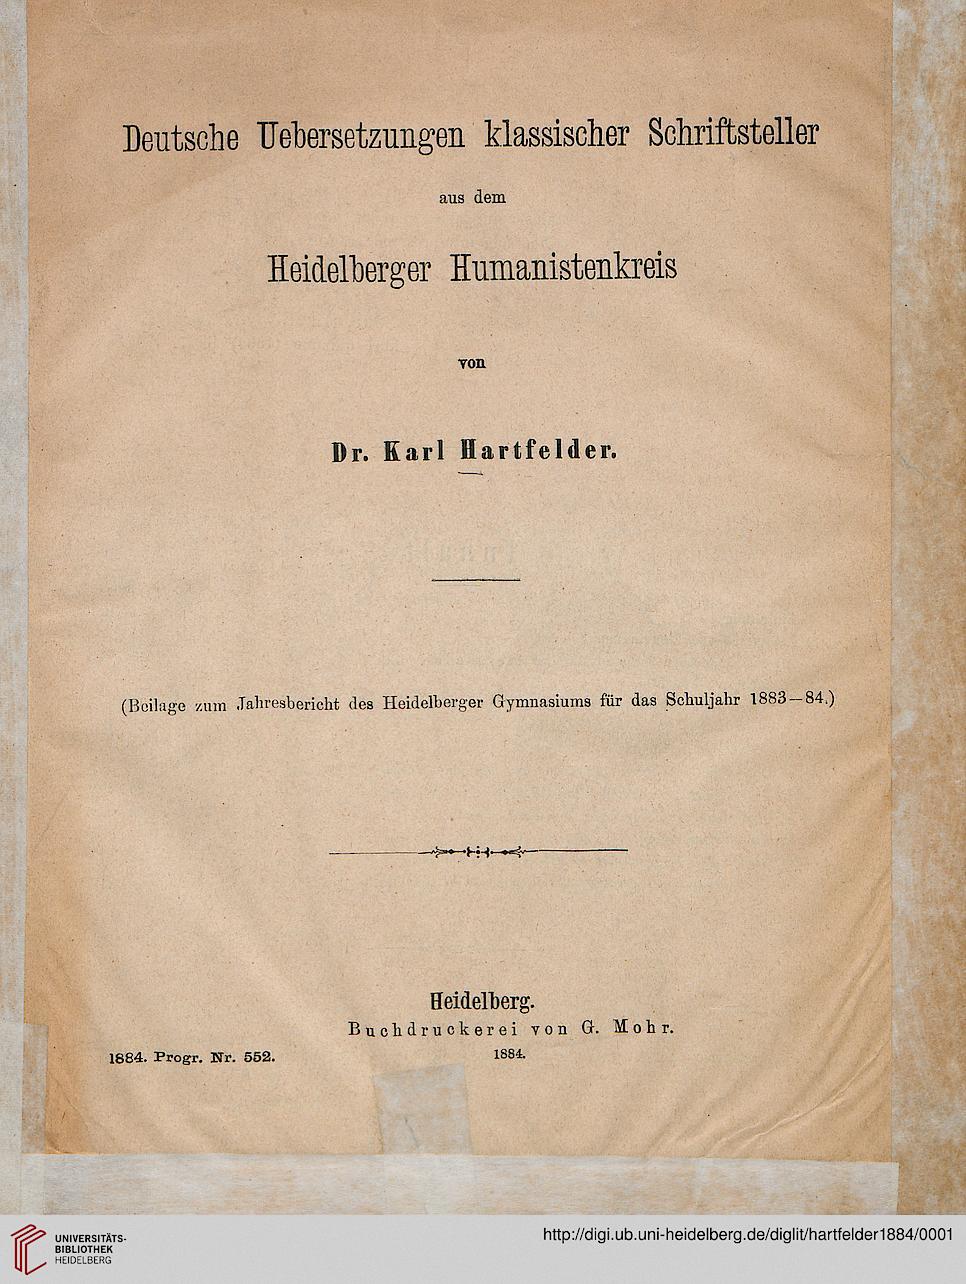 Deutsche Uebersetzungen klassischer Schriftsteller
aus dem
Heidelberger Humanistenkreis
von
Dr. Karl Hartfelder.
(Beilage zum Jahresbericht des Heidelberger Gymnasiums für das Schuljahr 1883—84.)
Heidelberg.
Buchdruckerei von G. Mohr.
1884. Progr. Nr. 552.
1884.
UNIVERSITÄTS-
BIBLIOTHEK
HEIDELBERG
http://digi.ub.uni-heidelberg.de/diglit/hartfelder1884/0001